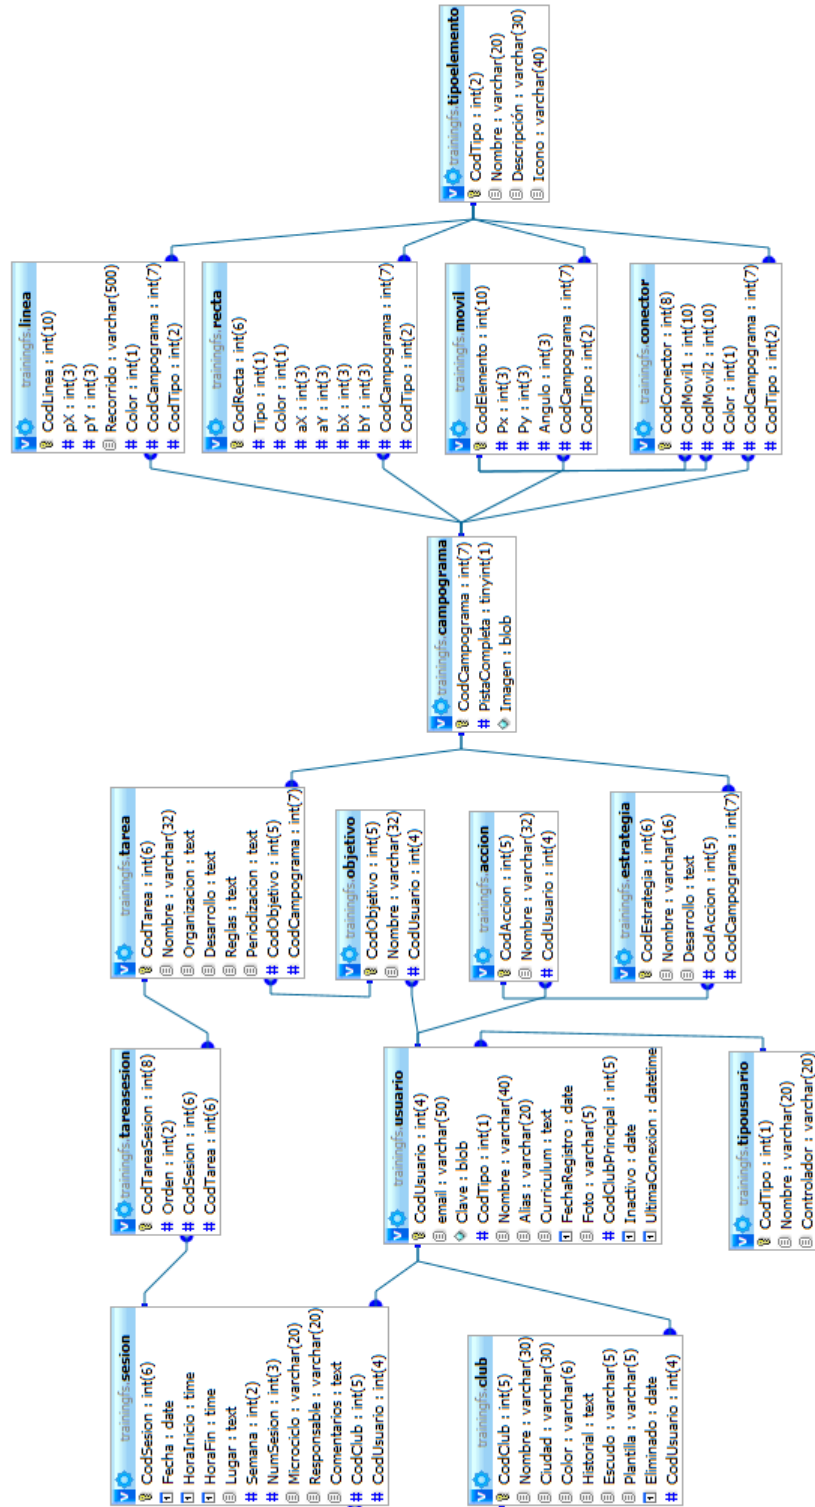 trainingfs.sesion
CodSesion : int(6)
Fecha : date
HoraInicio : time
HoraFin : time
Lugar : text
Semana : int(2)
NumSesion : int(3)
Microciclo : varchar(20)
Responsable : varchar(20)
Comentarios : text
CodClub : int(5)
CodUsuario : int(4)
trainingfs.club
CodClub : int(5)
Nombre : varchar(30)
Ciudad : varchar(30)
Color : varchar(6)
Historial : text
Escudo : varchar(5)
Plantilla : varchar(5)
Eliminado : date
CodUsuario : int(4)
trainingfs.tareasesion
CodTareaSesion : int(8)
Orden : int(2)
CodSesion : int(6)
CodTarea : int(6)
trainingfs.usuario
CodUsuario : int(4)
email : varchar(50)
Clave : blob
CodTipo : int(1)
Nombre : varchar(40)
Alias : varchar(20)
Curriculum : text
FechaRegistro : date
Foto : varchar(5)
CodClubPrincipal : int(5)
Inactivo : date
UltimaConexion : datetime
trainingfs.tipousuario
CodTipo : int(1)
Nombre : varchar(20)
Controlador : varchar(20)
trainingfs.tarea
CodTarea : int(6)
Nombre : varchar(32)
Organizacion : text
Desarrollo : text
Reglas : text
Periodizacion : text
CodObjetivo : int(5)
CodCampograma : int(7)
trainingfs.objetivo
CodObjetivo : int(5)
Nombre : varchar(32)
CodUsuario : int(4)
trainingfs.accion
CodAccion : int(5)
Nombre : varchar(32)
CodUsuario : int(4)
trainingfs.estrategia
CodEstrategia : int(6)
Nombre : varchar(16)
Desarrollo : text
CodAccion : int(5)
CodCampograma : int(7)
trainingfs.campograma
CodCampograma : int(7)
PistaCompleta : tinyint(1)
Imagen : blob
trainingfs.linea
CodLinea : int(10)
pX : int(3)
pY : int(3)
Recorrido : varchar(500)
Color : int(1)
CodCampograma : int(7)
CodTipo : int(2)
trainingfs.recta
CodRecta : int(6)
Tipo : int(1)
Color : int(1)
aX : int(3)
aY : int(3)
bX : int(3)
bY : int(3)
CodCampograma : int(7)
CodTipo : int(2)
trainingfs.movil
CodElemento : int(10)
Px : int(3)
Py : int(3)
Angulo : int(3)
CodCampograma : int(7)
CodTipo : int(2)
trainingfs.conector
CodConector : int(8)
CodMovil1 : int(10)
CodMovil2 : int(10)
Color : int(1)
CodCampograma : int(7)
CodTipo : int(2)
trainingfs.tipoelemento
CodTipo : int(2)
Nombre : varchar(20)
Descripción : varchar(30)
Icono : varchar(40)